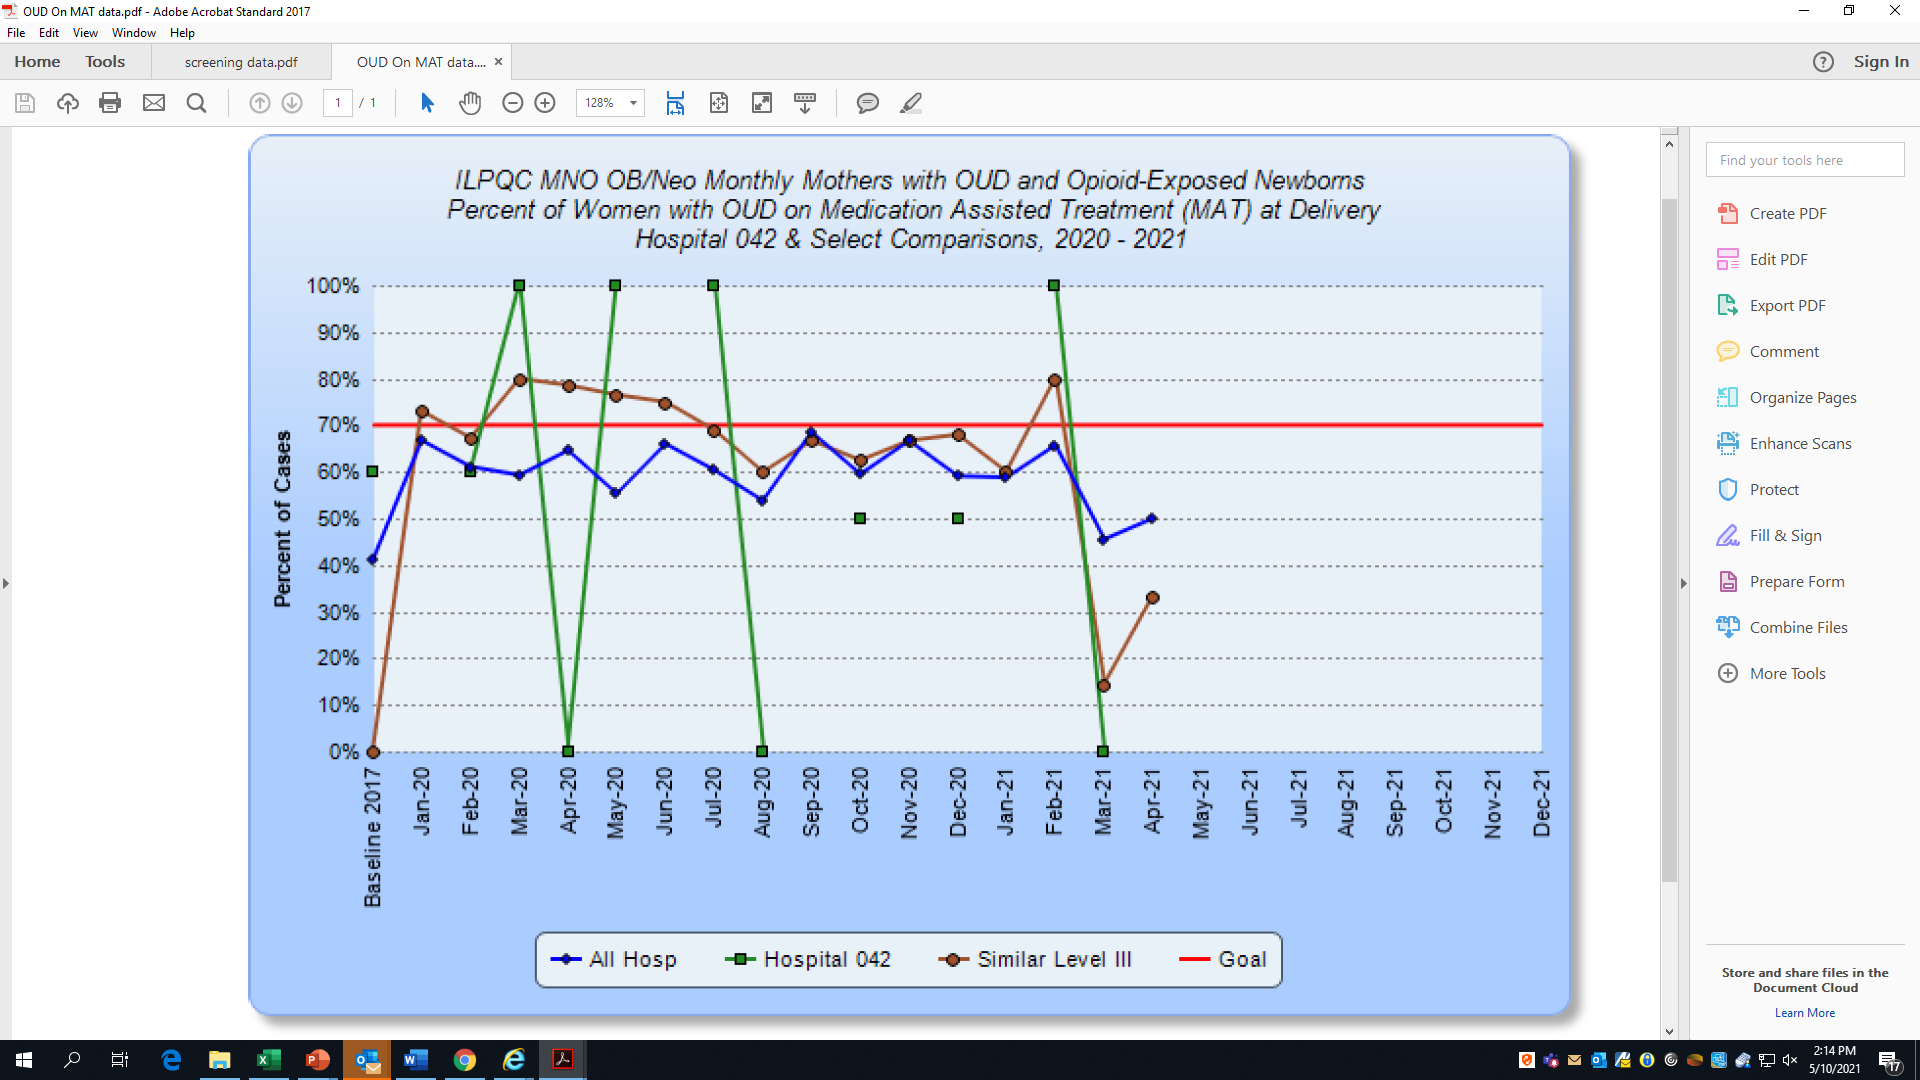 OUD On MAT data.pdf - Adobe Acrobat Standard 2017
File Edit View Window Help
Home Tools screening data.pdf OUD On MAT data.... × Sign In
1 / 1 128%
Find your tools here
Create PDF
Edit PDF
Export PDF
Comment
Organize Pages
Enhance Scans
Protect
Fill & Sign
Prepare Form
Combine Files
More Tools
Store and share files in the
Document Cloud
Learn More
ILPQC MNO OB/Neo Monthly Mothers with OUD and Opioid-Exposed Newborns
Percent of Women with OUD on Medication Assisted Treatment (MAT) at Delivery
Hospital 042 & Select Comparisons, 2020 - 2021
Percent of Cases
100%
90%
80%
70%
60%
50%
40%
30%
20%
10%
0%
Baseline 2017
Jan-20
Feb-20
Mar-20
Apr-20
May-20
Jun-20
Jul-20
Aug-20
Sep-20
Oct-20
Nov-20
Dec-20
Jan-21
Feb-21
Mar-21
Apr-21
May-21
Jun-21
Jul-21
Aug-21
Sep-21
Oct-21
Nov-21
Dec-21
All Hosp Hospital 042 Similar Level III Goal
2:14 PM
5/10/2021
17